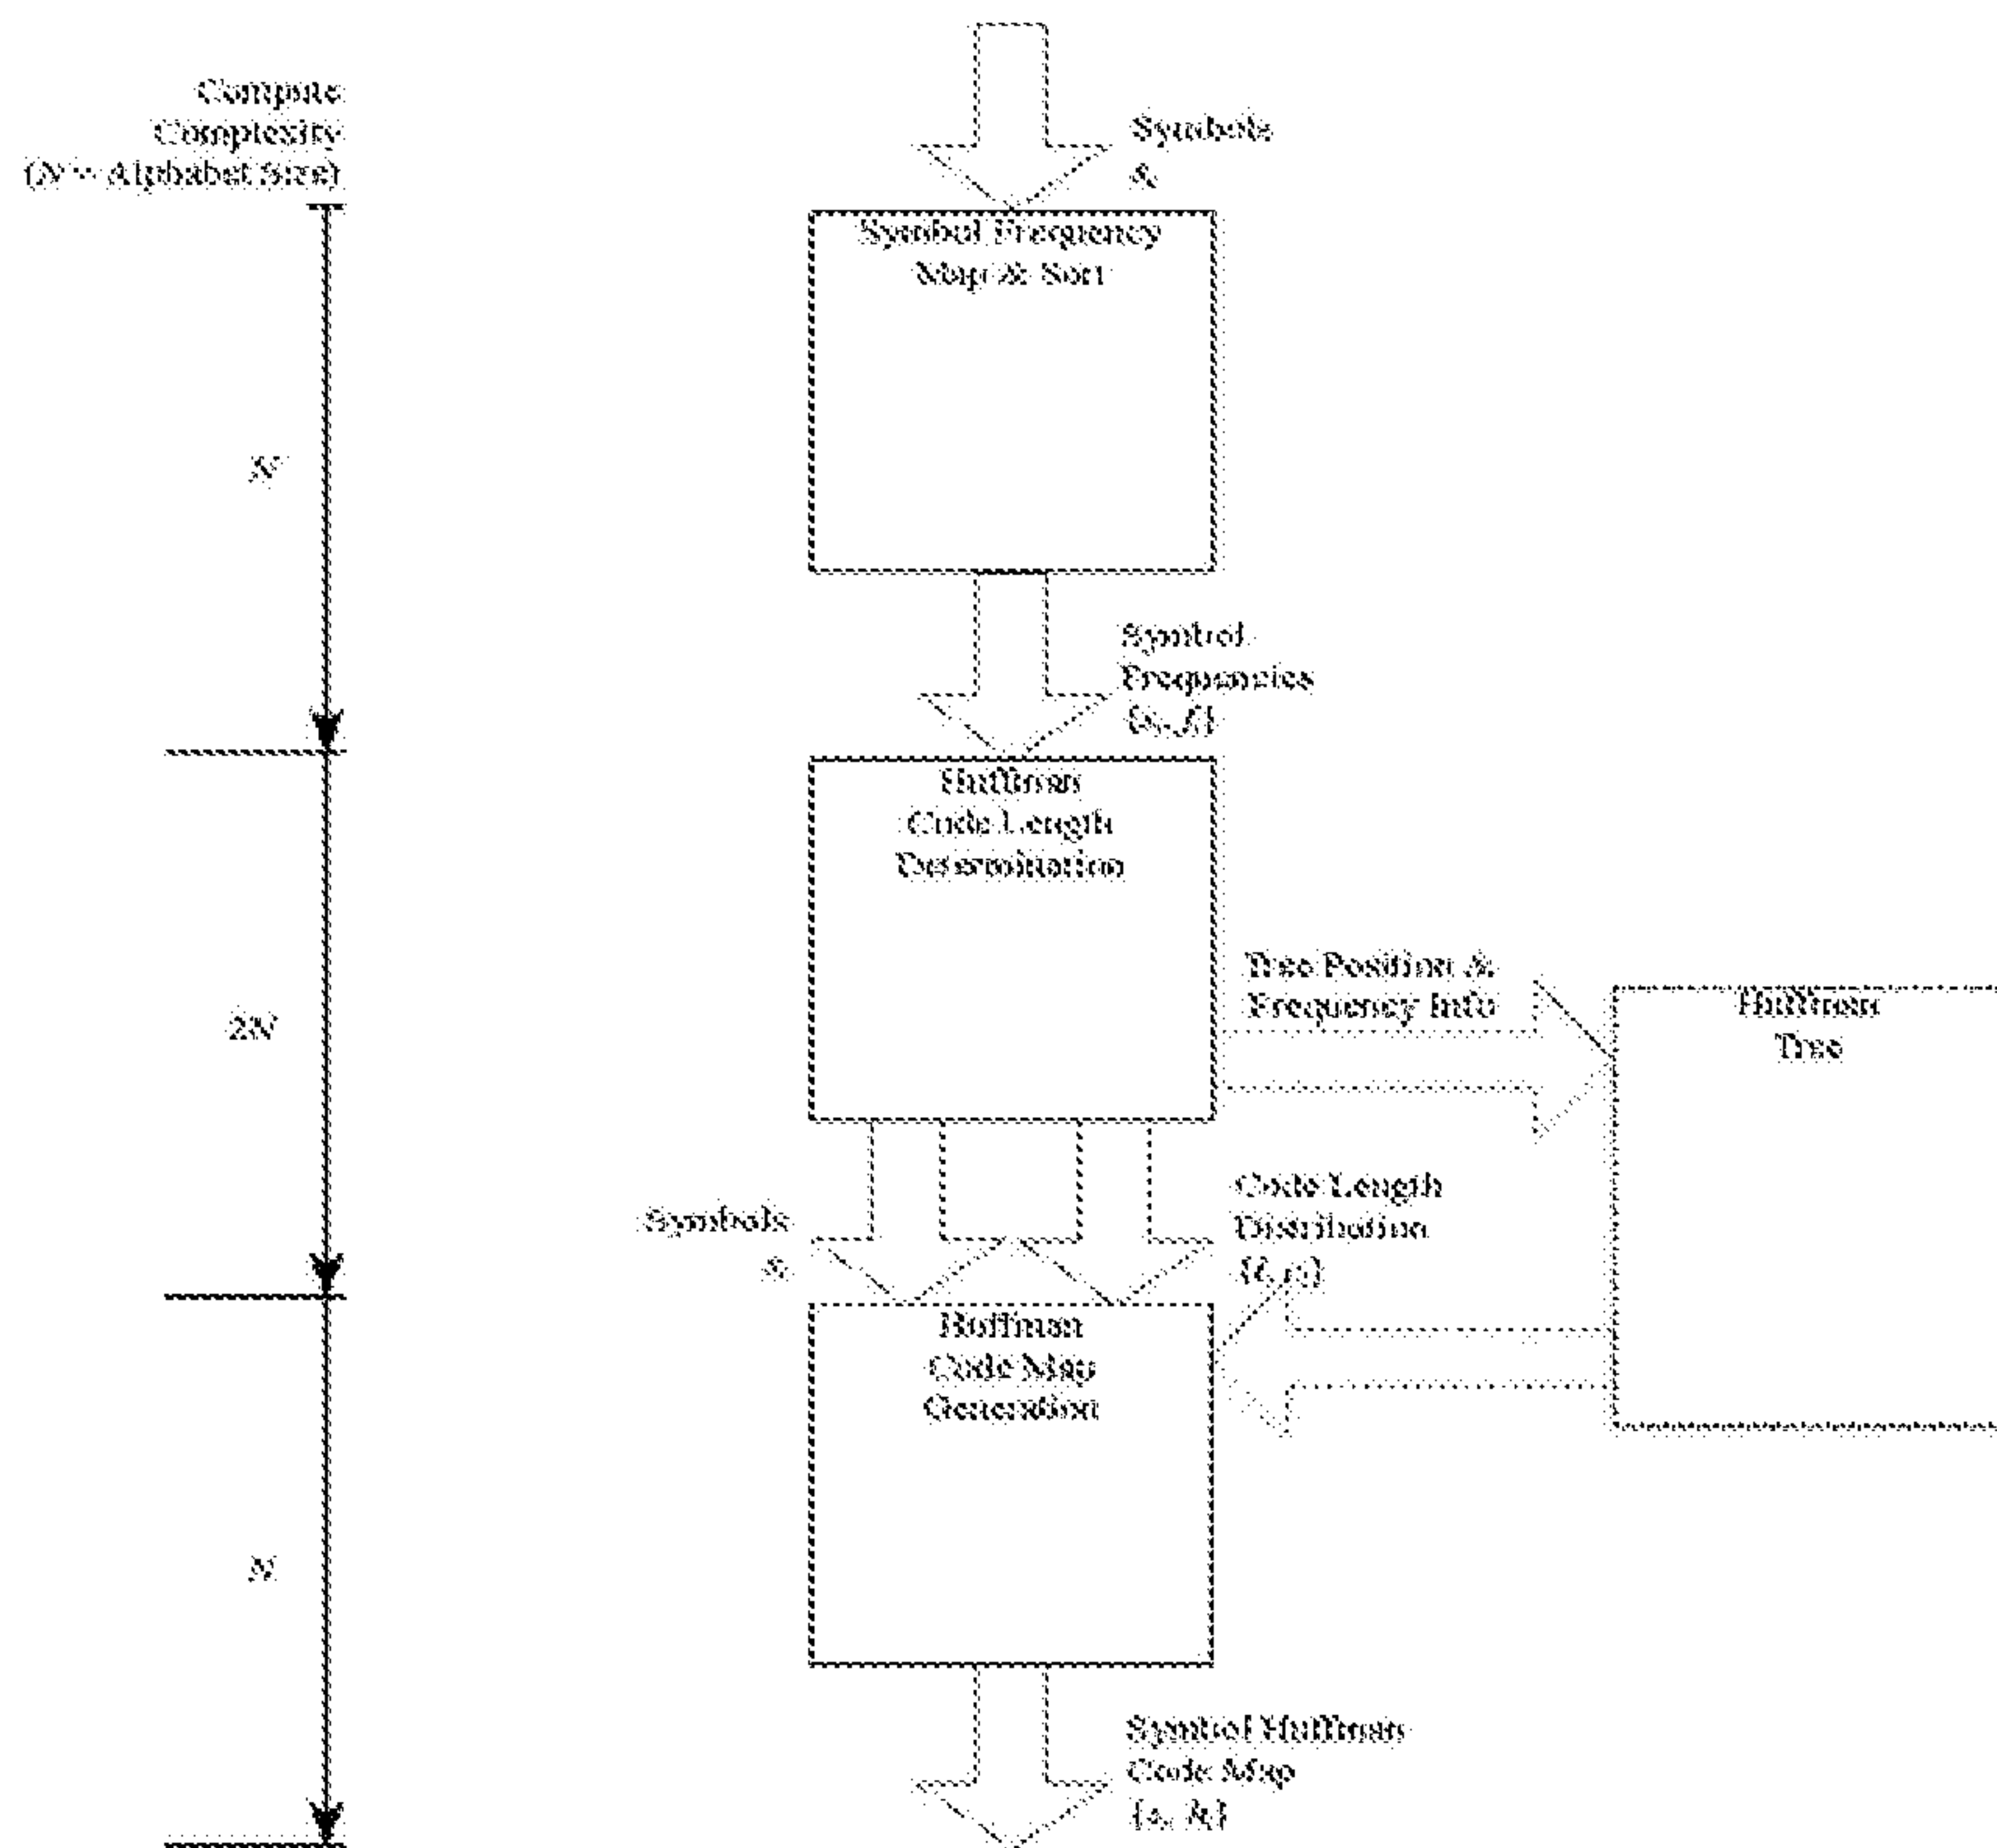 Compute
Complexity
(N = Alphabet Size)
Symbols
Symbol Frequency
Map & Sort
N
Symbol
Frequencies
Huffman
Code Length
Determination
2N
Tree Position &
Frequency Info
Huffman
Tree
Symbols
Code Length
Distribution
Huffman
Code Map
Generation
N
Symbol Huffman
Code Map